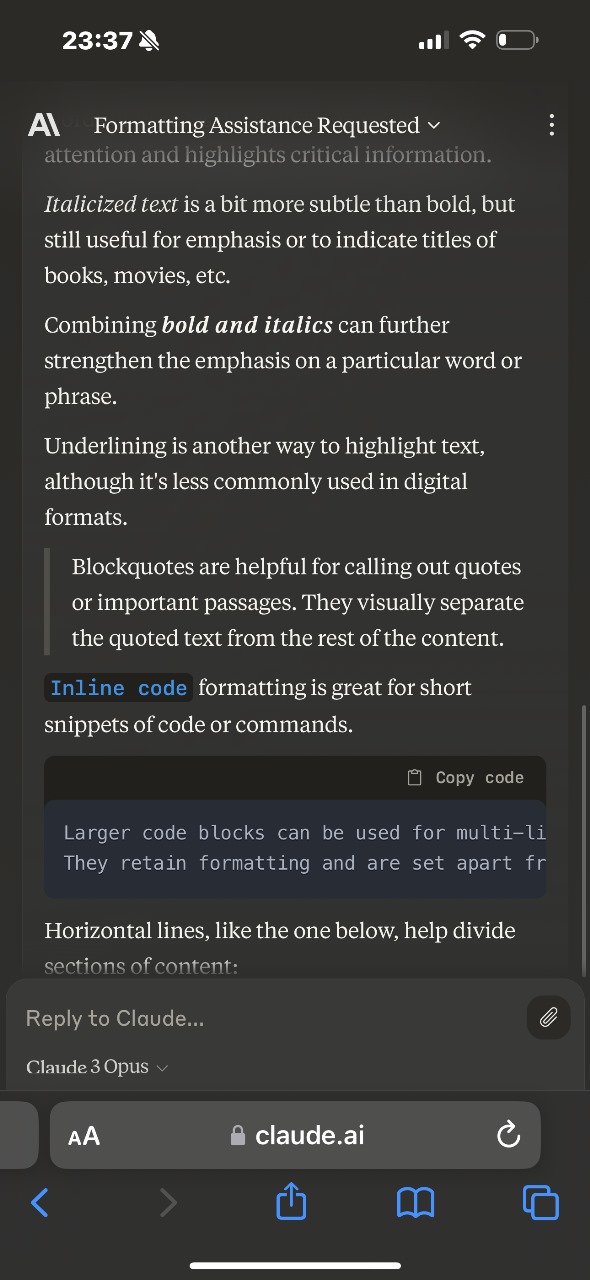 23:37
Formatting Assistance Requested
attention and highlights critical information.
Italicized text is a bit more subtle than bold, but
still useful for emphasis or to indicate titles of
books, movies, etc.
Combining bold and italics can further
strengthen the emphasis on a particular word or
phrase.
Underlining is another way to highlight text,
although it's less commonly used in digital
formats.
Blockquotes are helpful for calling out quotes
or important passages. They visually separate
the quoted text from the rest of the content.
Inline code formatting is great for short
snippets of code or commands.
Copy code
Larger code blocks can be used for multi-li
They retain formatting and are set apart fr
Horizontal lines, like the one below, help divide
sections of content:
Reply to Claude...
Claude 3 Opus
AA claude.ai